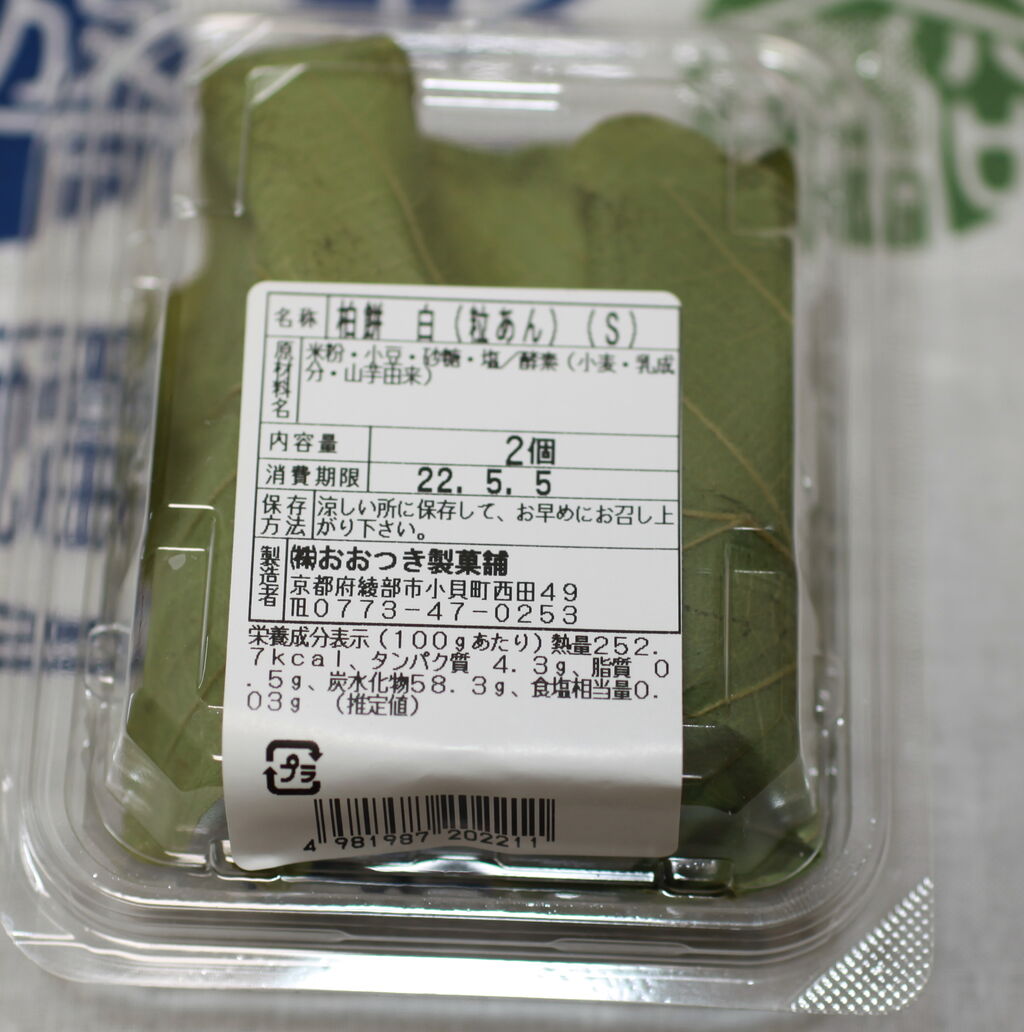 名称 柏餅 白(粒あん)(S)
原材料名 米粉・小豆・砂糖・塩/酵素(小麦・乳成
分・山芋由来)
内容量 2個
消費期限 22. 5. 5
保存方法 涼しい所に保存して、お早めにお召し上
がり下さい。
製造者 ㈱おおつき製菓舗
京都府綾部市小貝町西田49
℡0773-47-0253
栄養成分表示(100gあたり)熱量252.
7kcal、タンパク質 4.3g、脂質 0
.5g、炭水化物58.3g、食塩相当量0.
03g (推定値)
プラ
4 981987 202211